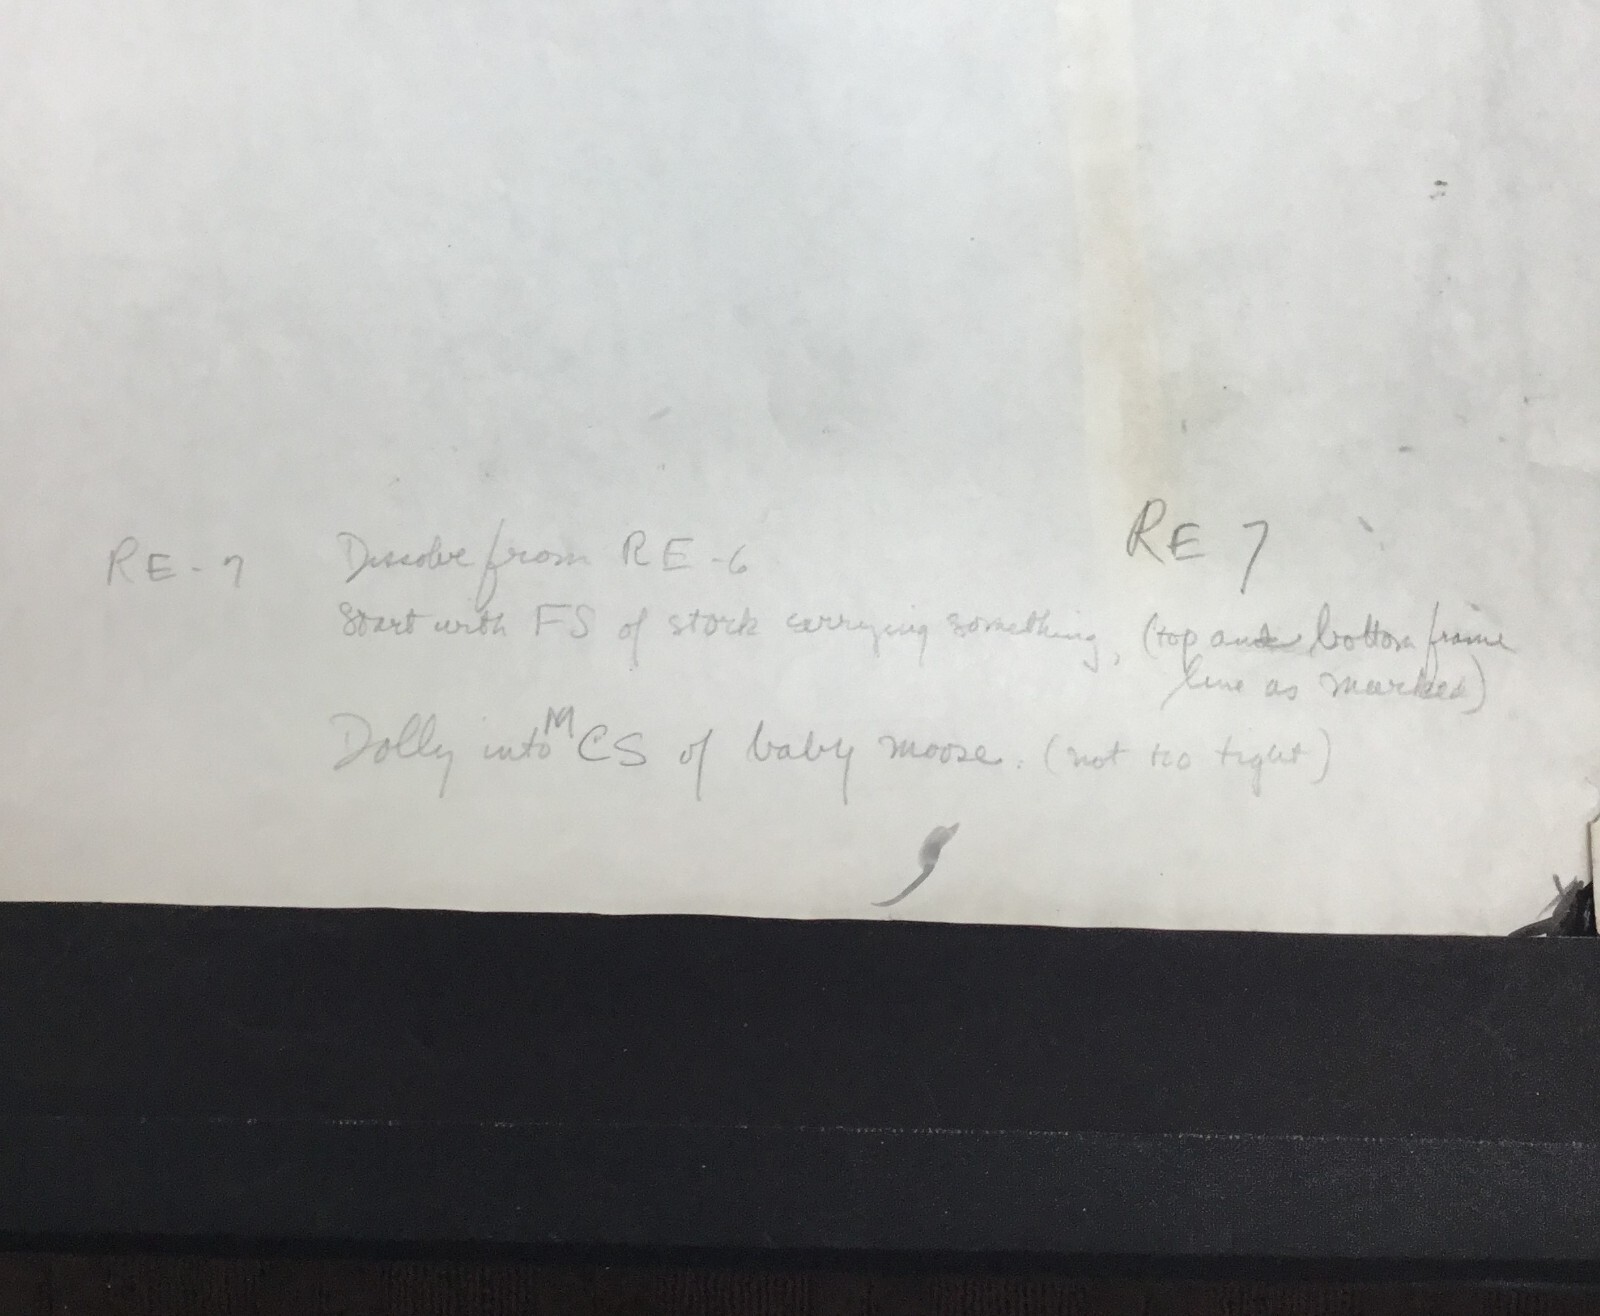 RE 7
RE-7 Dissolve from RE-6
Start with FS of stork carrying something, (top and bottom frame
line as marked)
Dolly into MCS of baby moose. (not too tight)